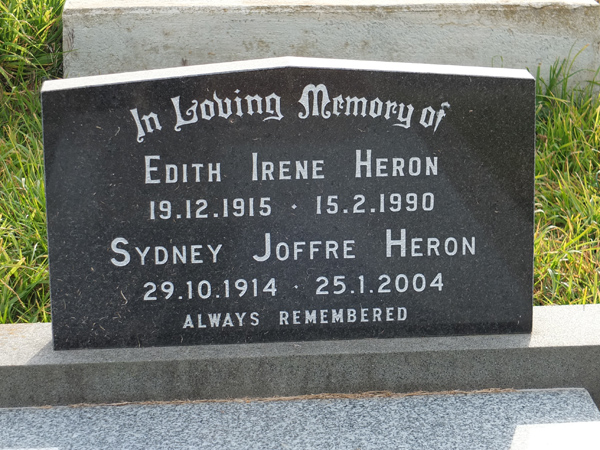 In Loving Memory of
EDITH IRENE HERON
19.12.1915 · 15.2.1990
SYDNEY JOFFRE HERON
29.10.1914 · 25.1.2004
ALWAYS REMEMBERED